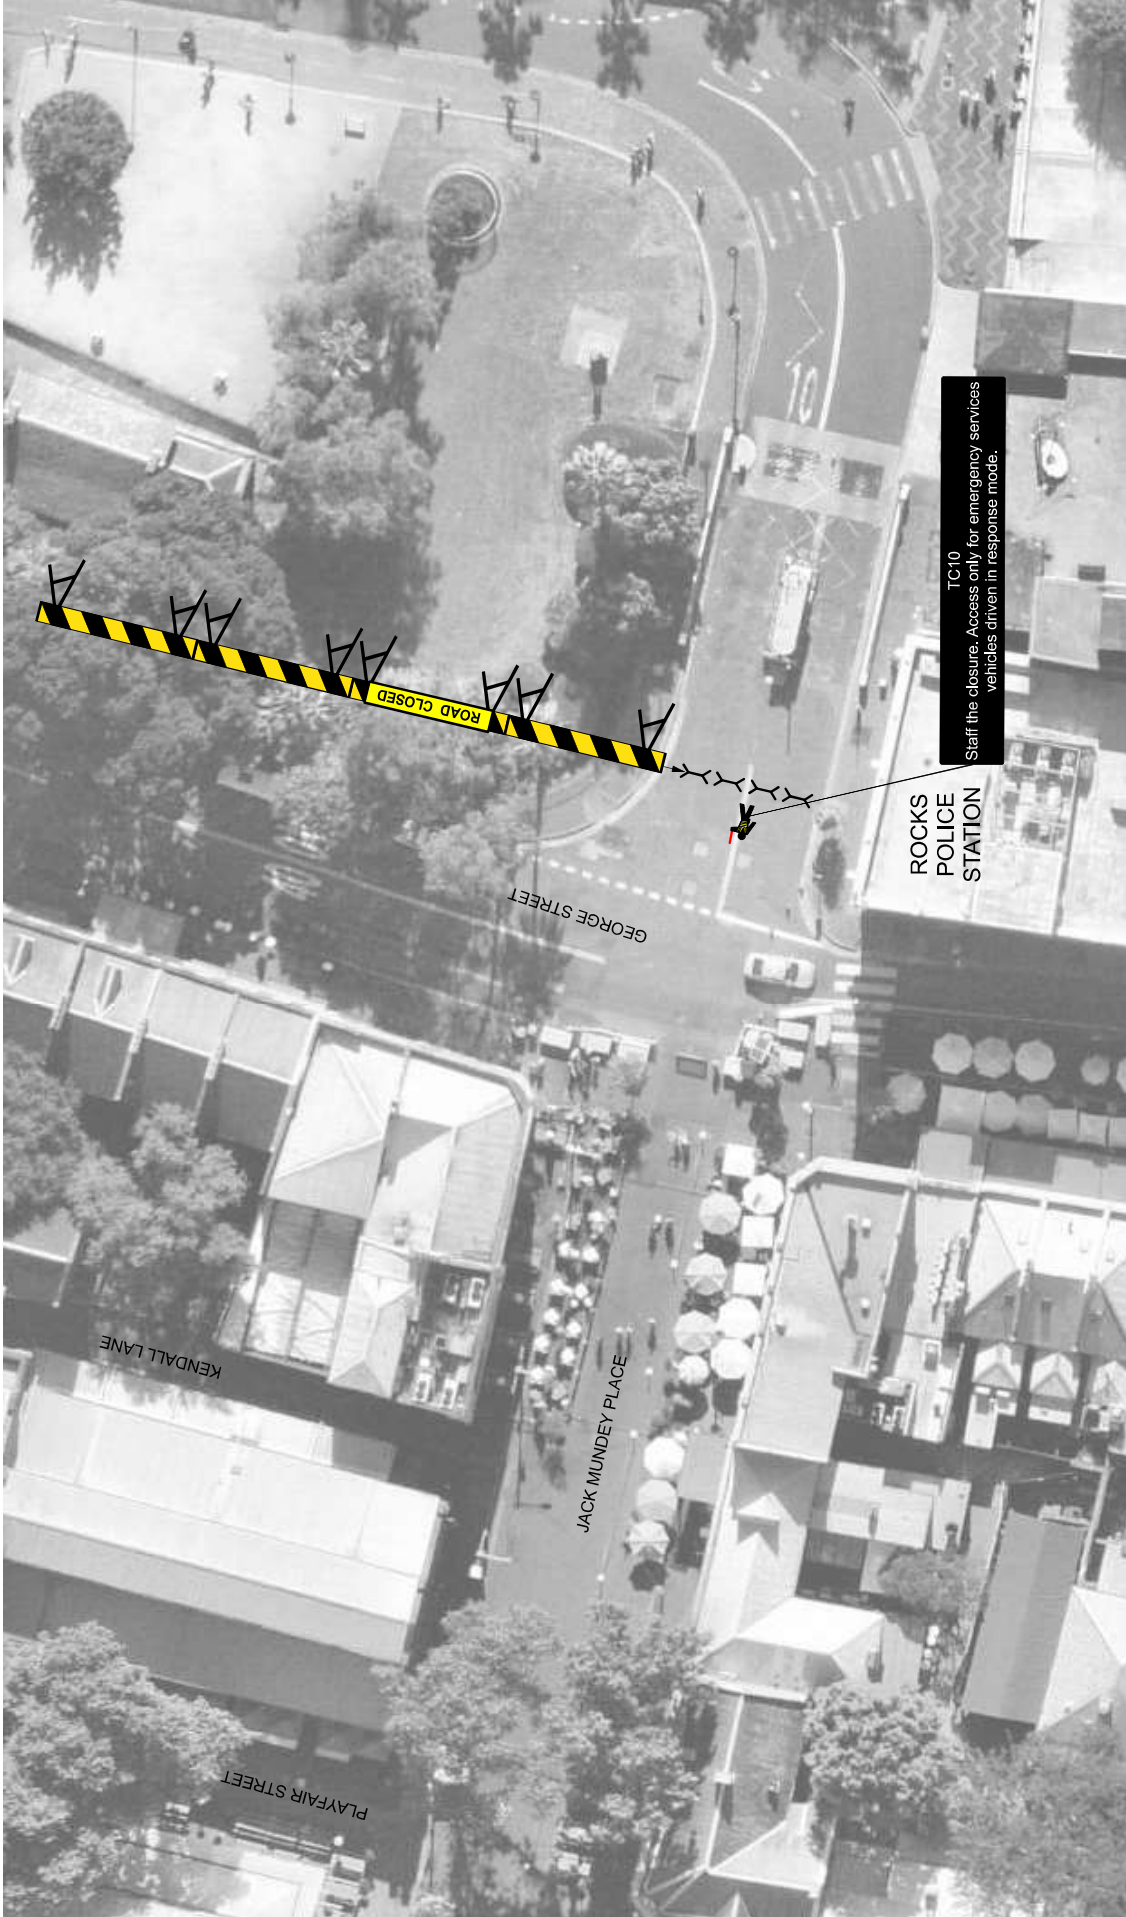 10
TC10
Staff the closure. Access only for emergency services
vehicles driven in response mode.
ROAD CLOSED
ROCKS
POLICE
STATION
GEORGE STREET
KENDALL LANE
JACK MUNDEY PLACE
PLAYFAIR STREET